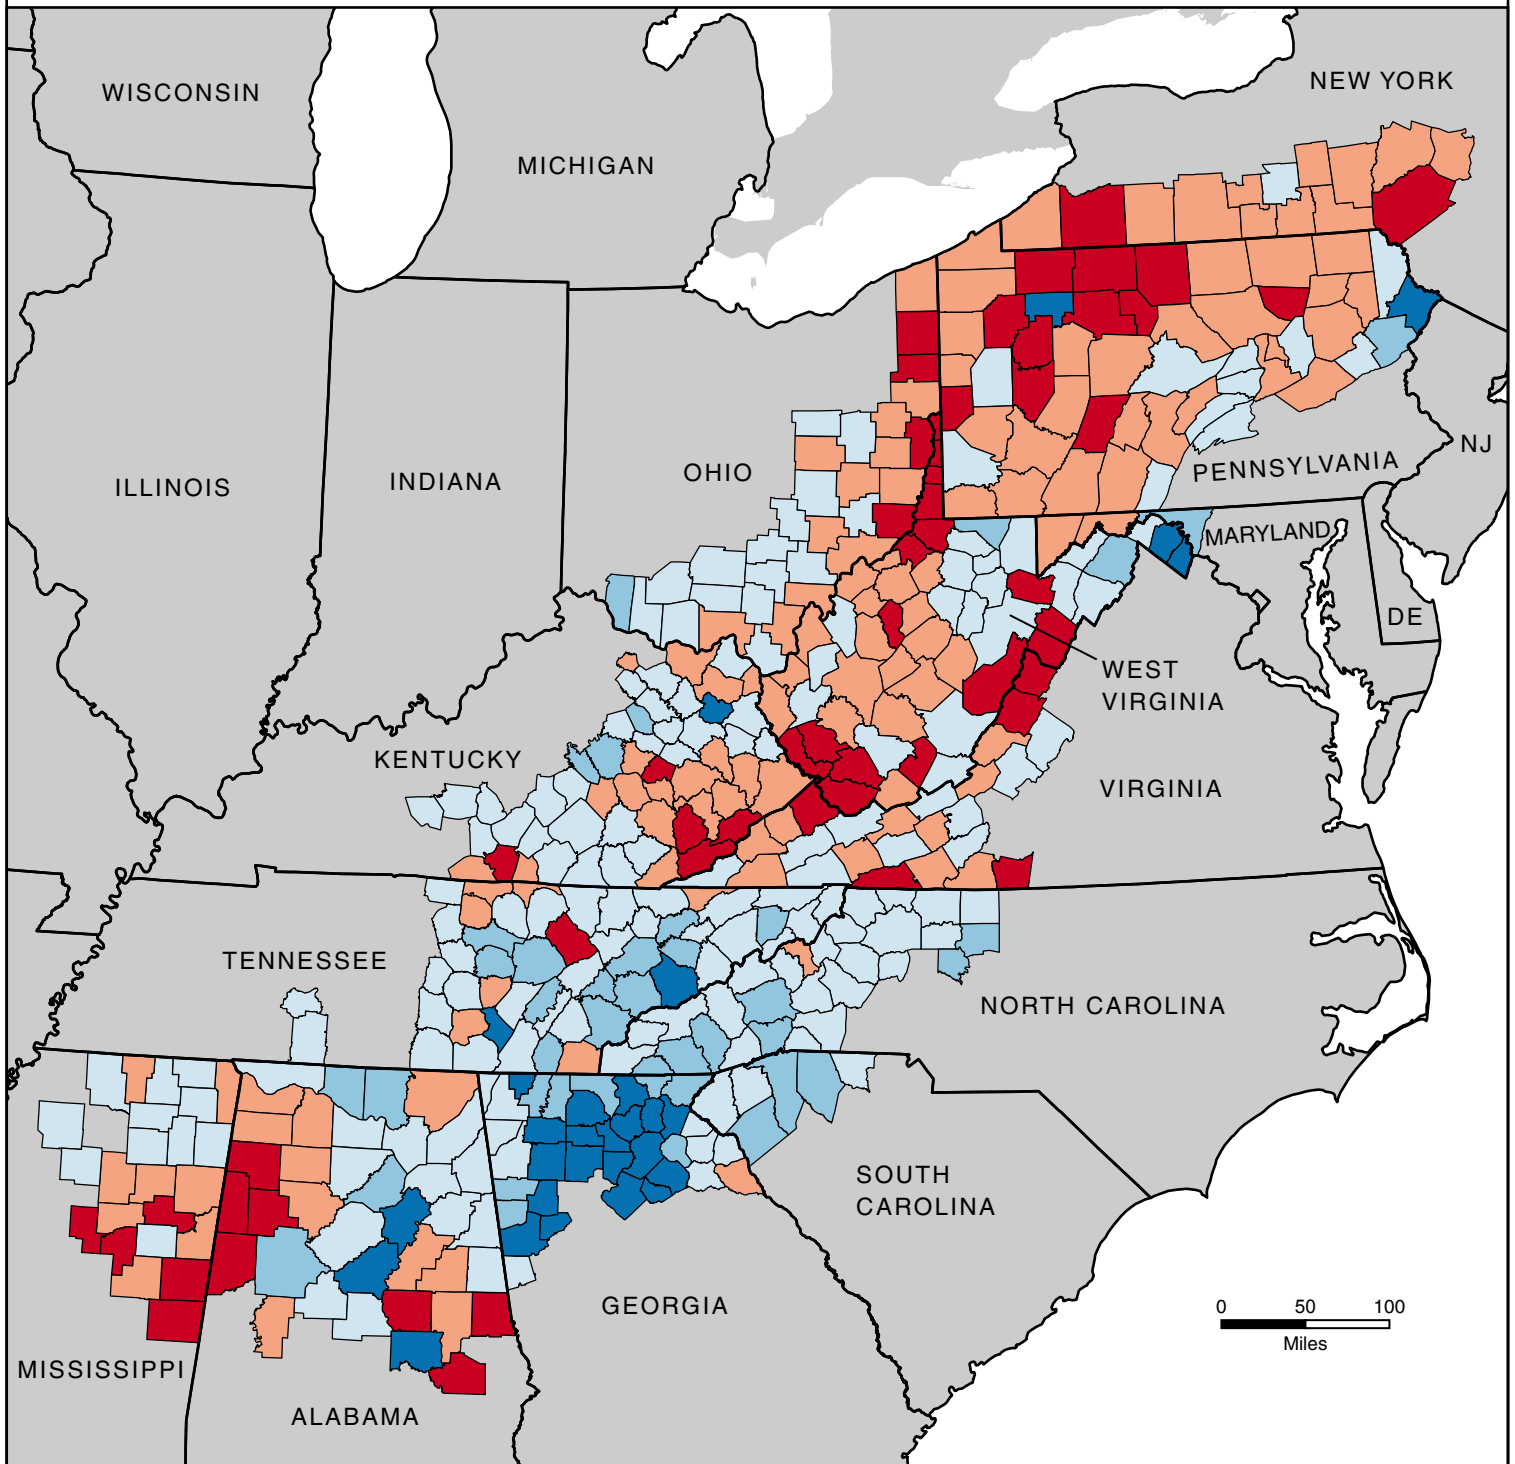 WISCONSIN
NEW YORK
MICHIGAN
ILLINOIS
INDIANA
OHIO
PENNSYLVANIA
NJ
MARYLAND
DE
WEST
VIRGINIA
KENTUCKY
VIRGINIA
TENNESSEE
NORTH CAROLINA
SOUTH
CAROLINA
GEORGIA
0 50 100
Miles
MISSISSIPPI
ALABAMA